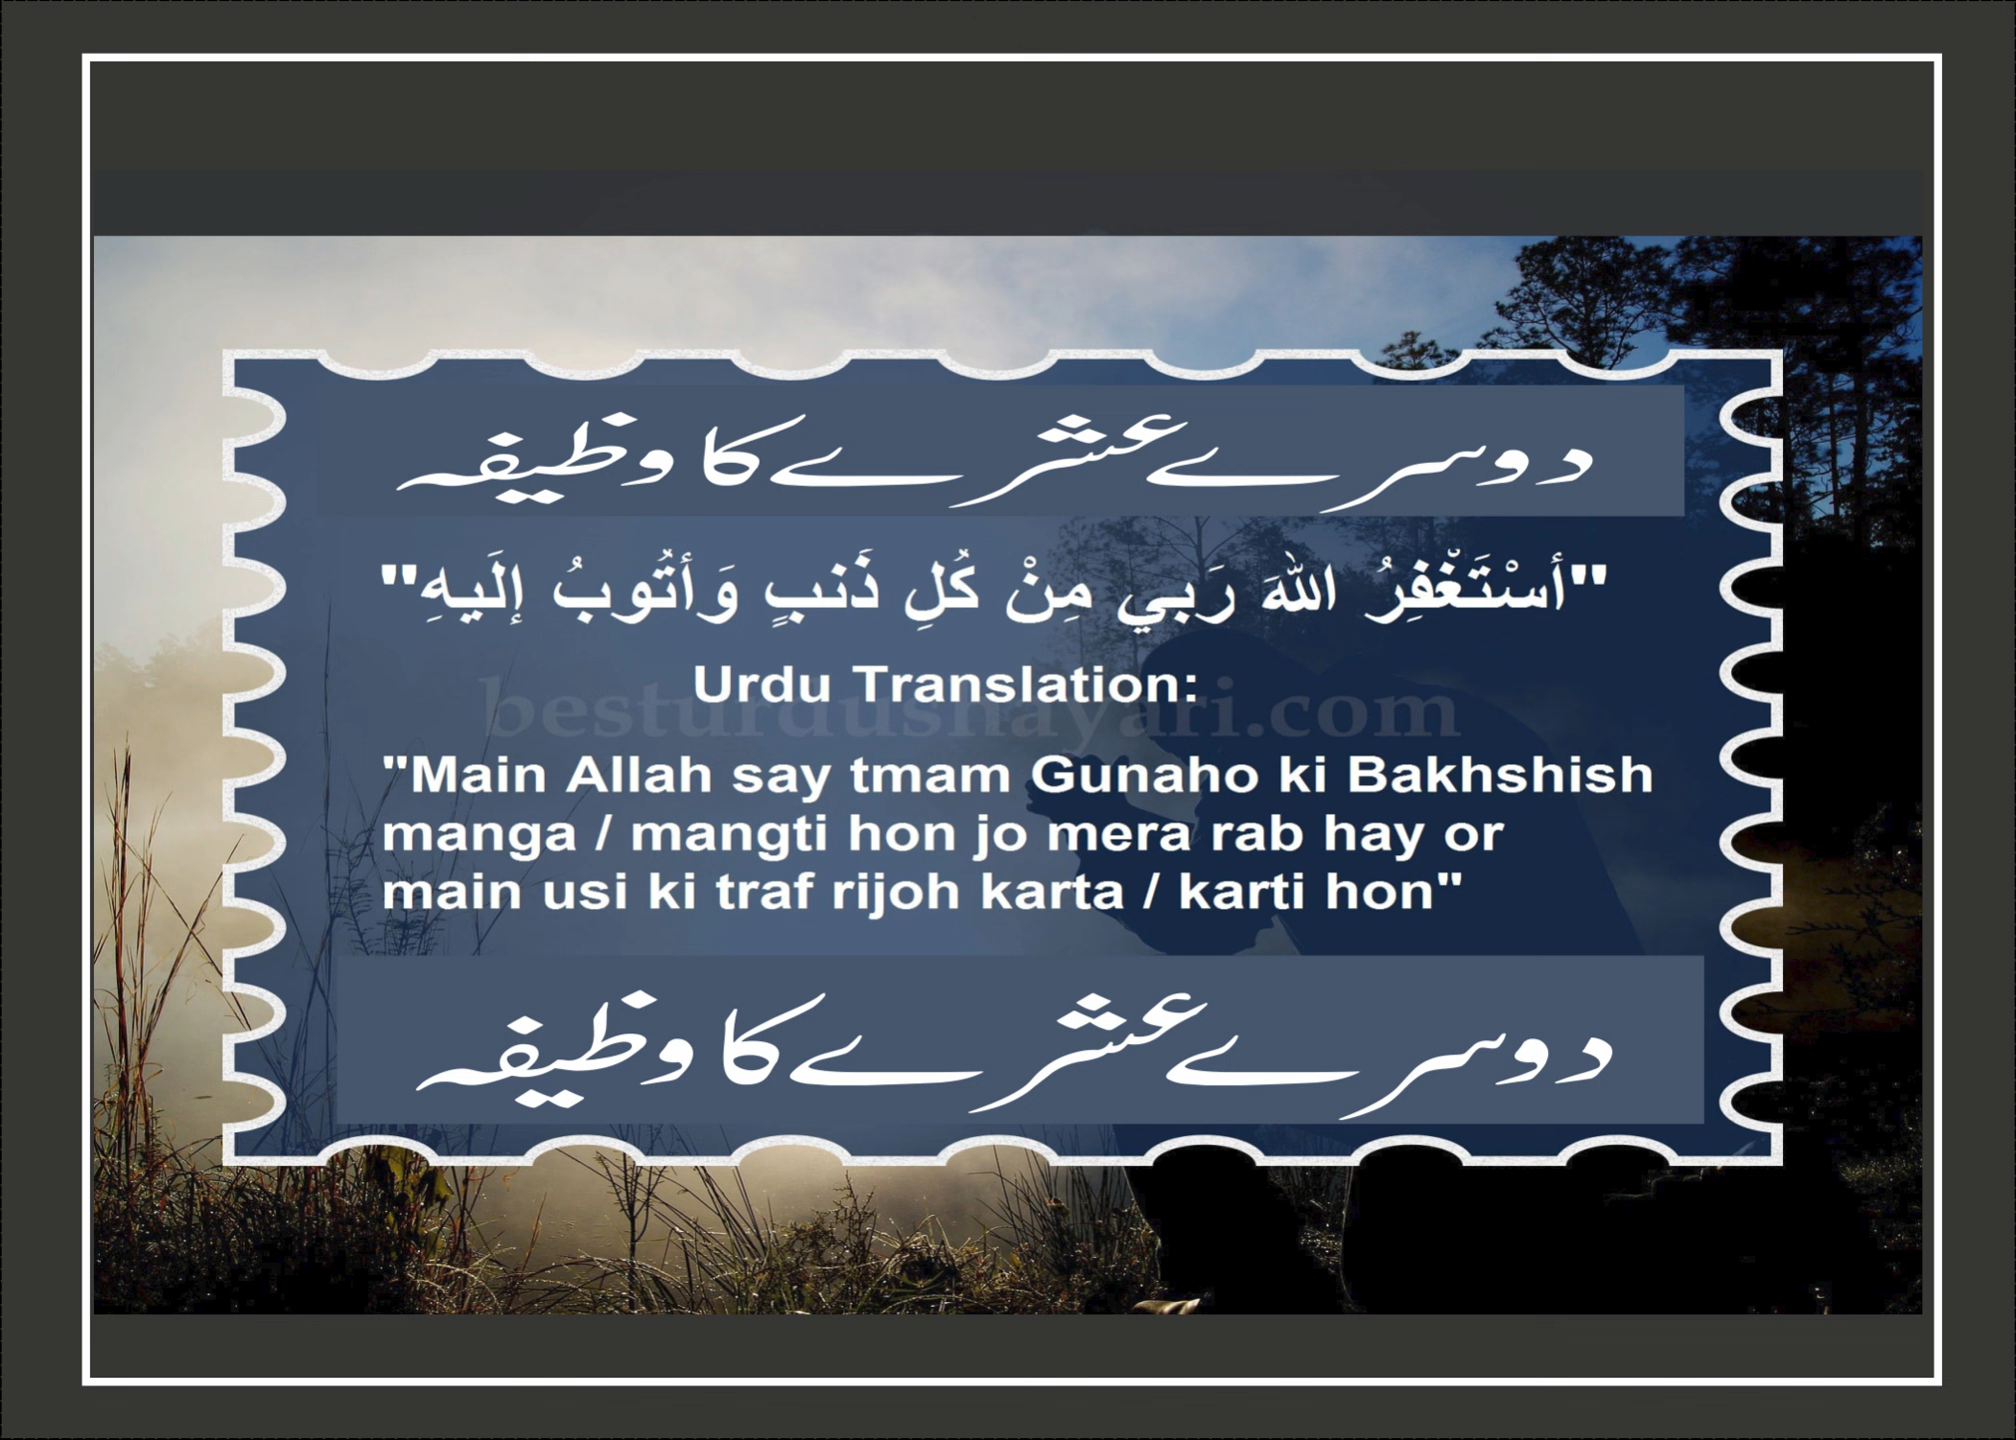 دوسرے عشرے کا وظیفہ
"أسْتَغْفِرُ اللهَ رَبي مِنْ كُلِ ذَنبٍ وَأتُوبُ إلَيهِ"
Urdu Translation:
besturdushayari.com
"Main Allah say tmam Gunaho ki Bakhshish
manga / mangti hon jo mera rab hay or
main usi ki traf rijoh karta / karti hon"
دوسرے عشرے کا وظیفہ